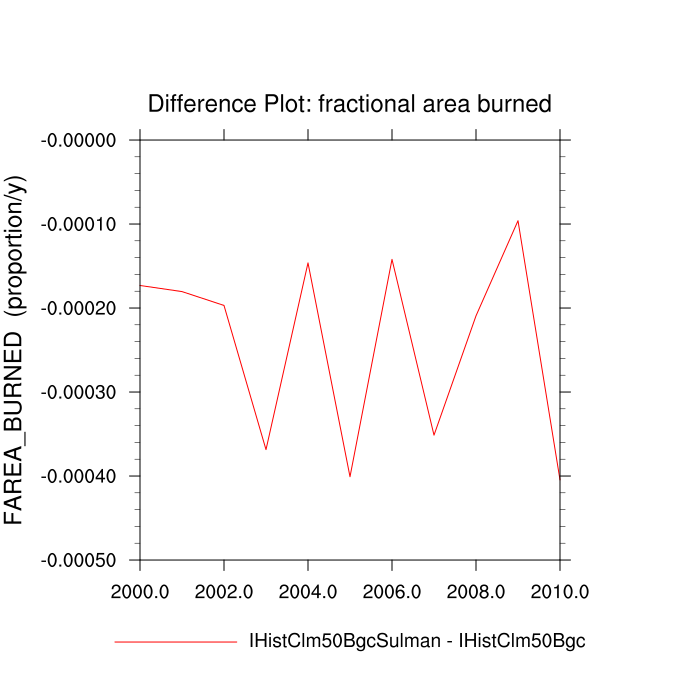 Difference Plot: fractional area burned
FAREA_BURNED (proportion/y)
-0.00000
-0.00010
-0.00020
-0.00030
-0.00040
-0.00050
2000.0 2002.0 2004.0 2006.0 2008.0 2010.0
IHistClm50BgcSulman - IHistClm50Bgc